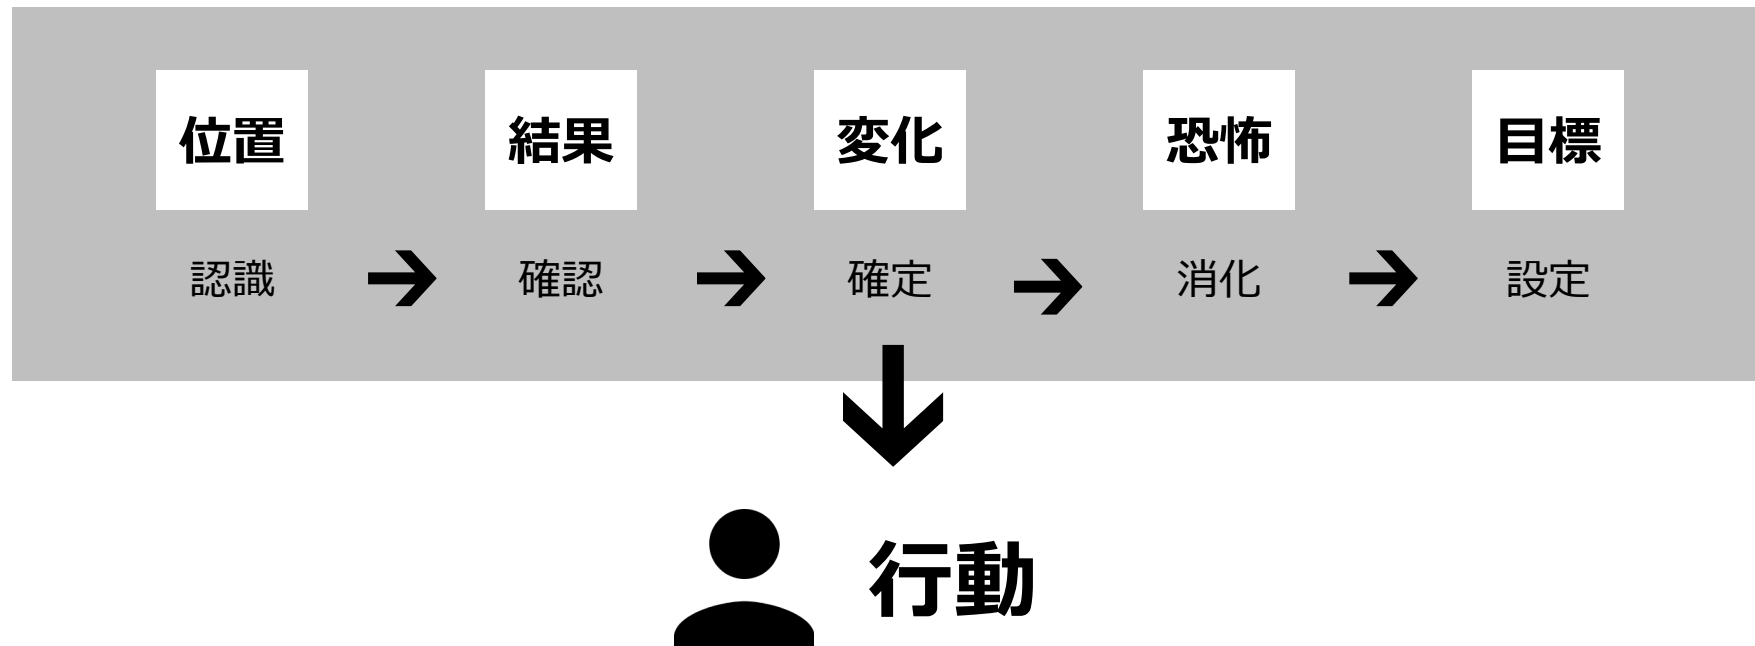 位置 結果 変化 恐怖 目標
認識 確認 確定 消化 設定
行動